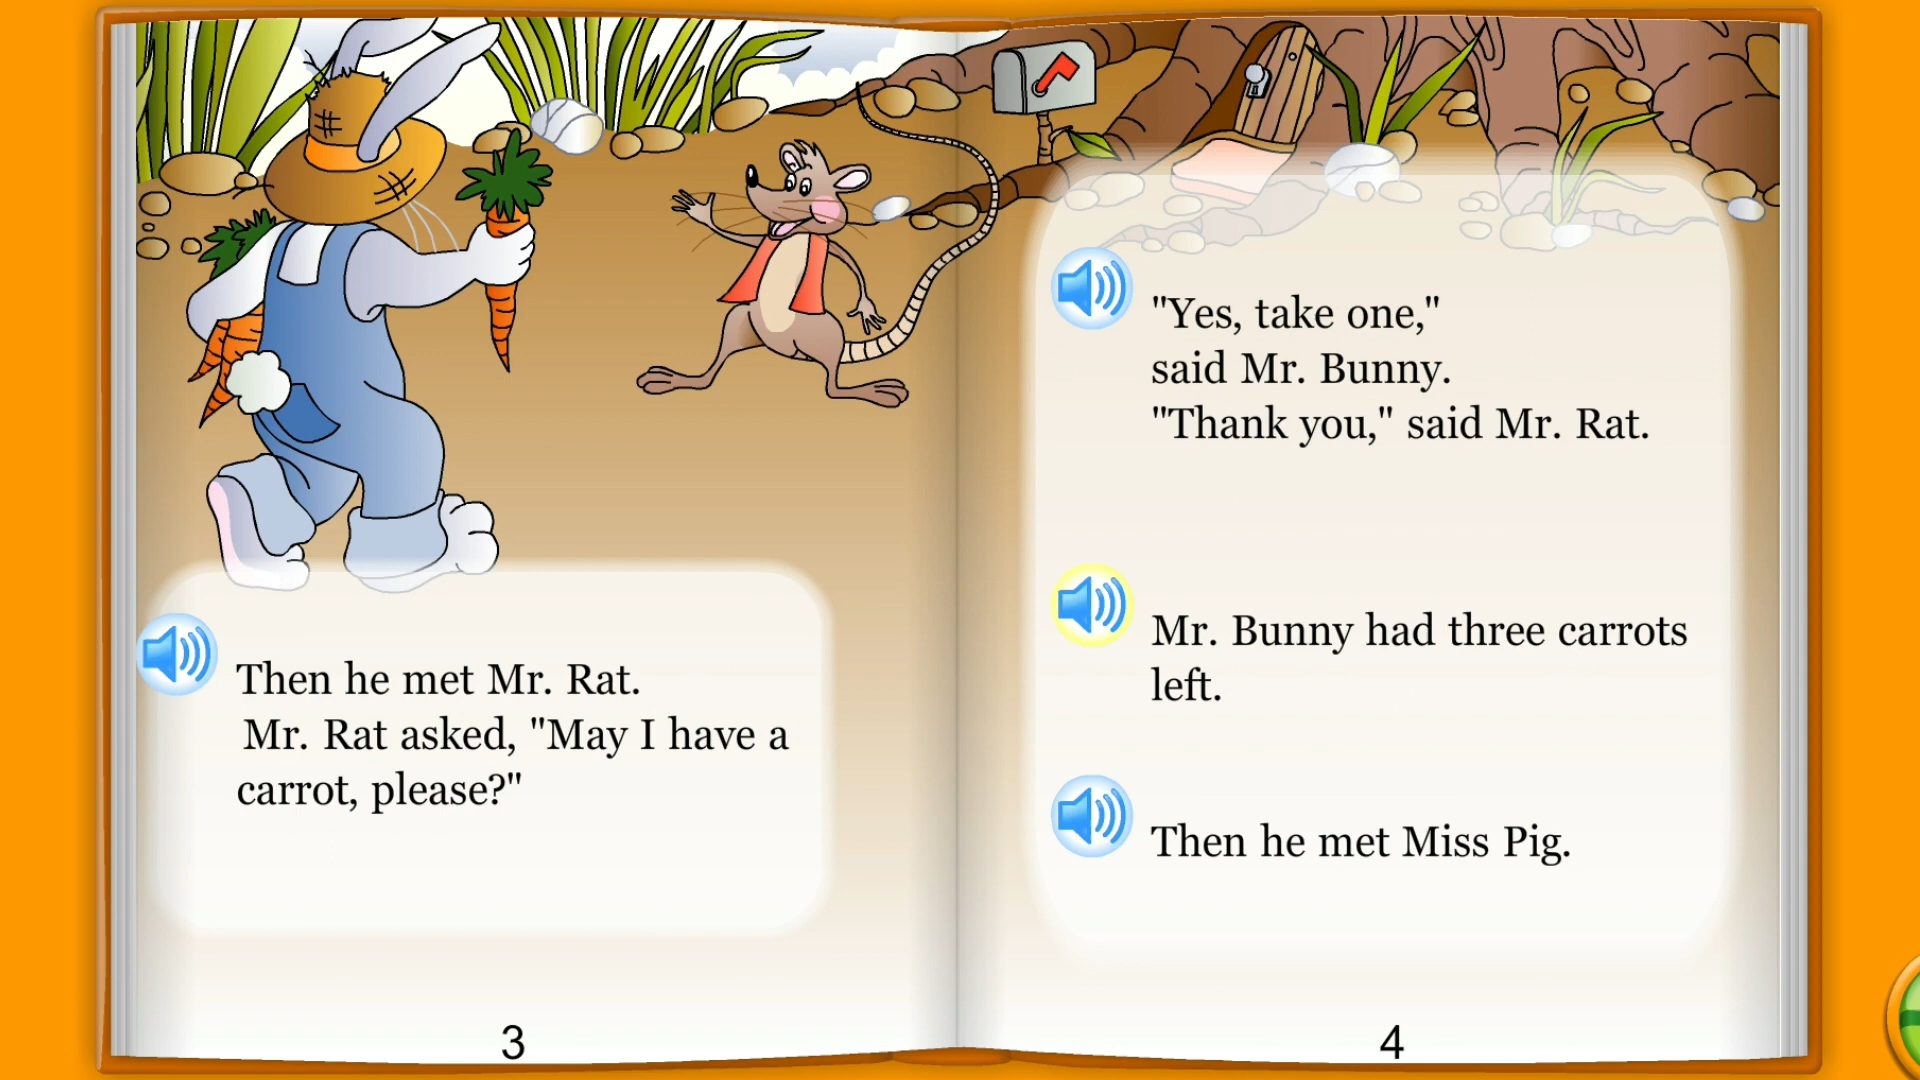 Then he met Mr. Rat.
Mr. Rat asked, "May I have a
carrot, please?"
3
"Yes, take one,"
said Mr. Bunny.
"Thank you," said Mr. Rat.
Mr. Bunny had three carrots
left.
Then he met Miss Pig.
4